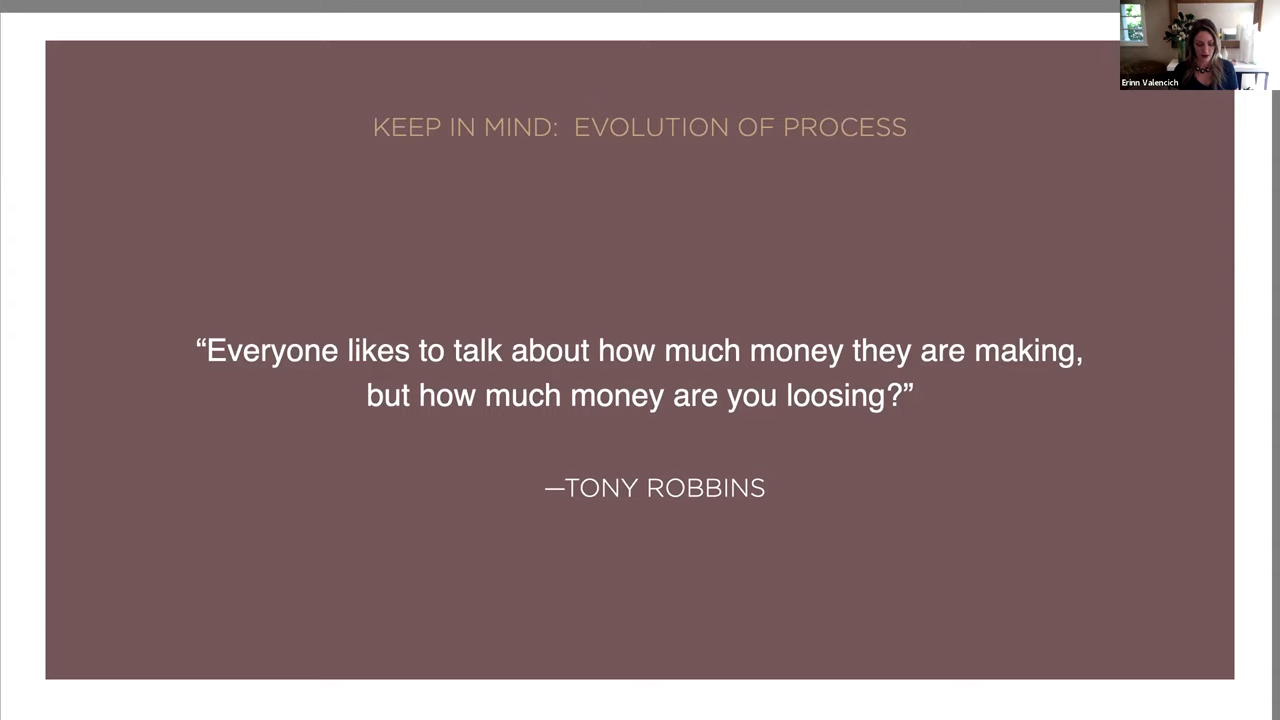 Erinn Valencich
KEEP IN MIND:  EVOLUTION OF PROCESS
“Everyone likes to talk about how much money they are making,
but how much money are you loosing?”
—TONY ROBBINS